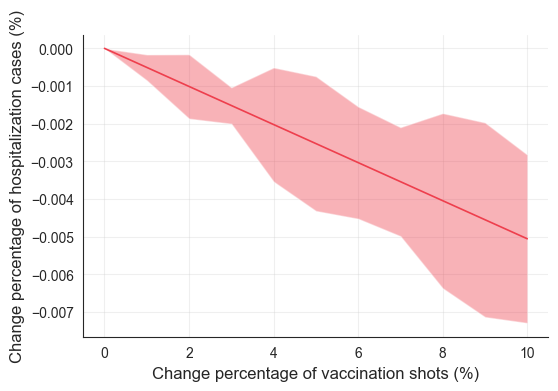 Change percentage of hospitalization cases (%)
0.000
−0.001
−0.002
−0.003
−0.004
−0.005
−0.006
−0.007
0 2 4 6 8 10
Change percentage of vaccination shots (%)